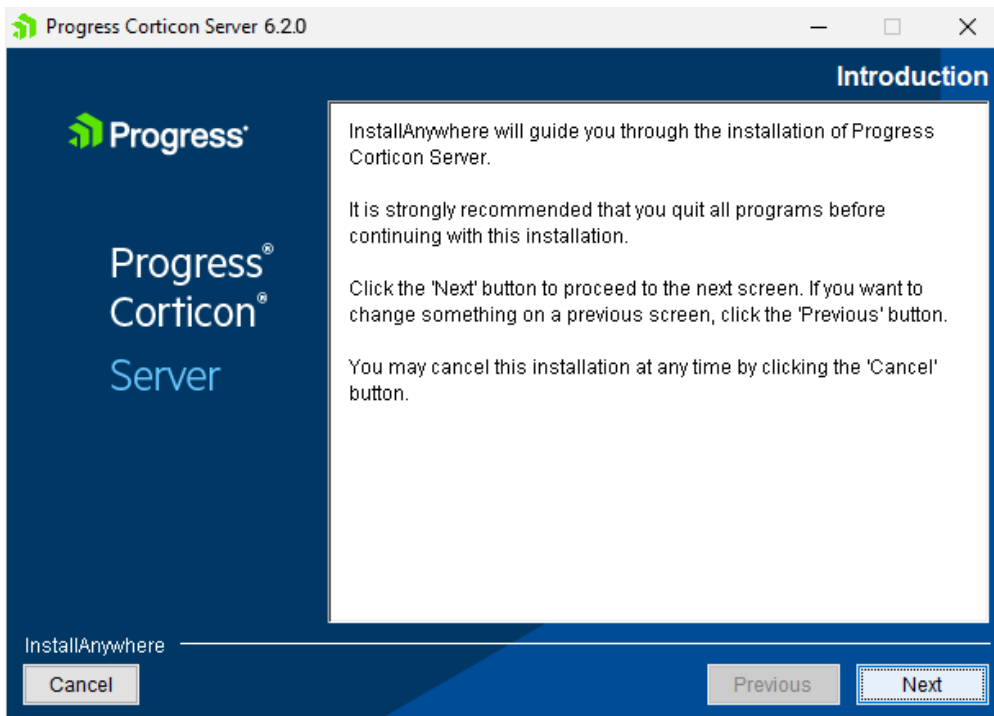 Progress Corticon Server 6.2.0
Introduction
Progress®
InstallAnywhere will guide you through the installation of Progress
Corticon Server.
It is strongly recommended that you quit all programs before
continuing with this installation.
Click the 'Next' button to proceed to the next screen. If you want to
change something on a previous screen, click the 'Previous' button.
You may cancel this installation at any time by clicking the 'Cancel'
button.
Progress®
Corticon®
Server
InstallAnywhere
Cancel
Previous
Next